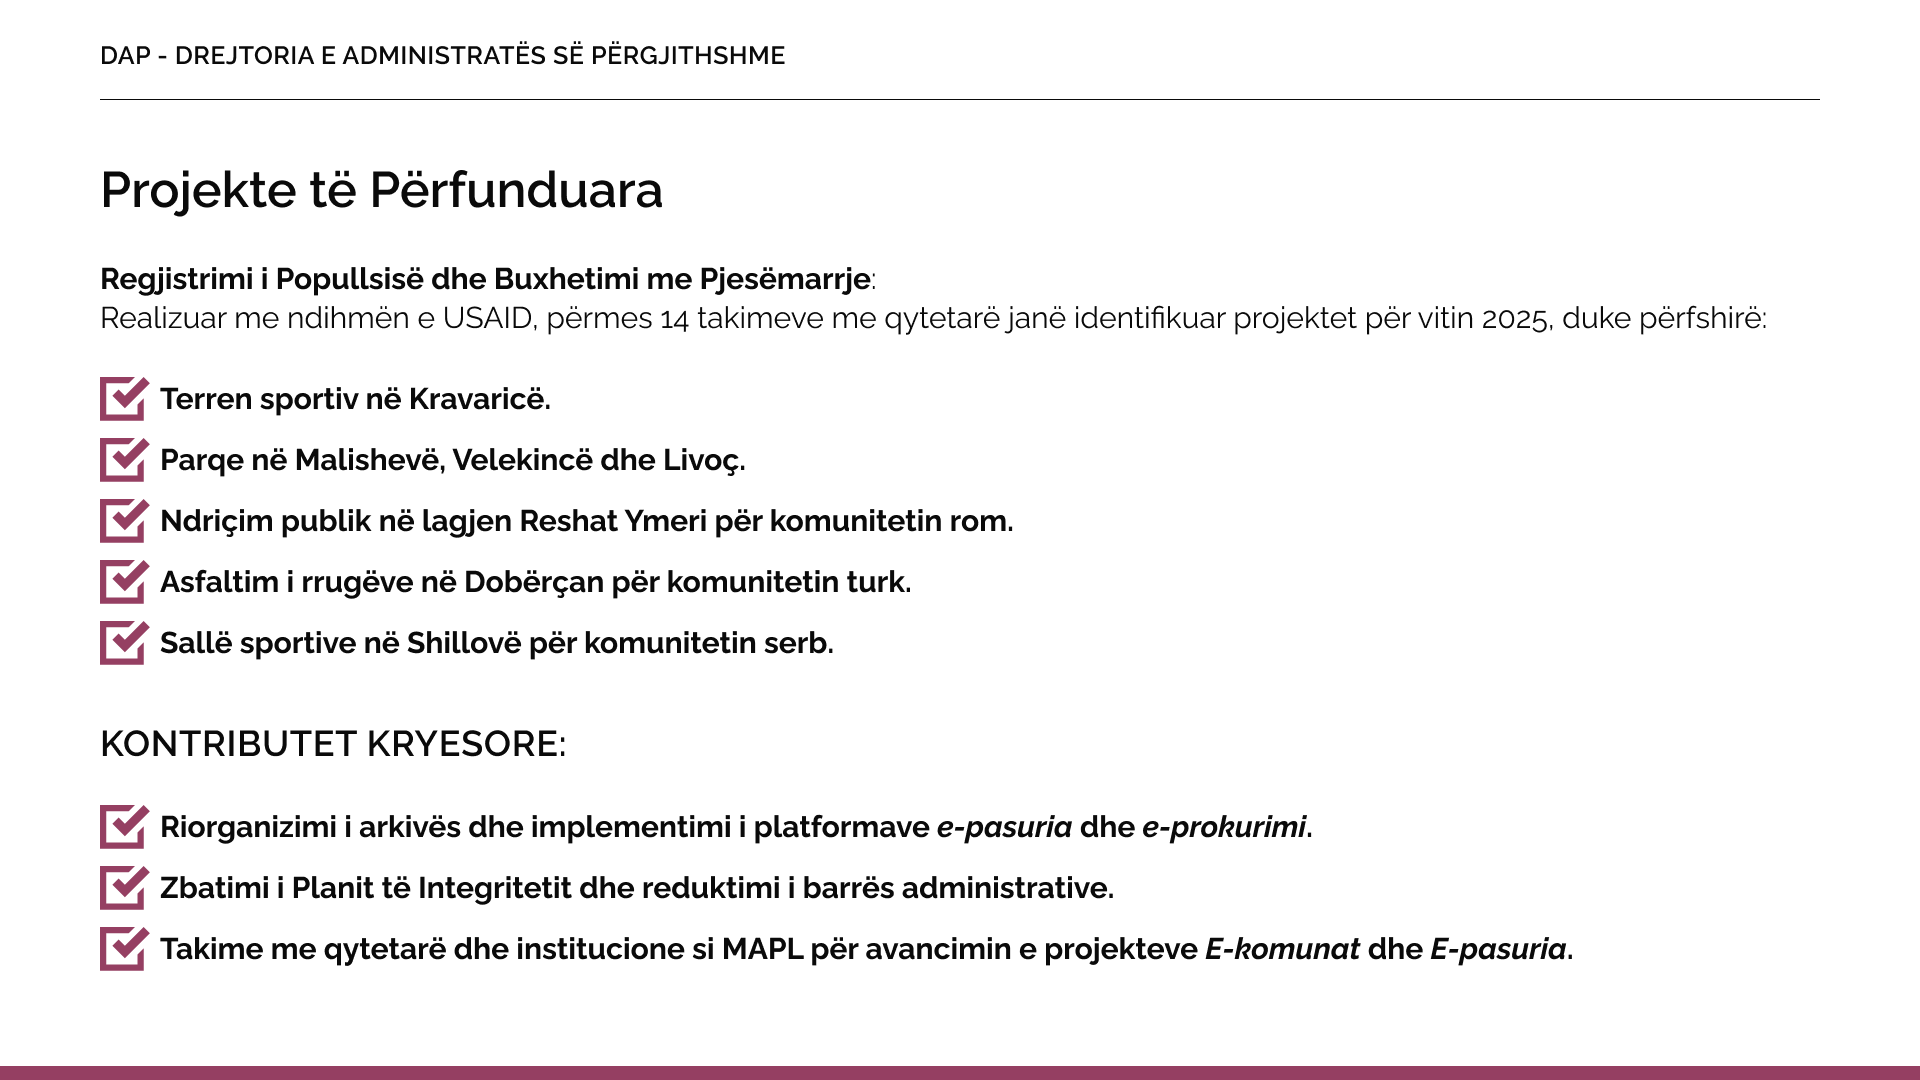 DAP - DREJTORIA E ADMINISTRATËS SË PËRGJITHSHME
Projekte të Përfunduara
Regjistrimi i Popullsisë dhe Buxhetimi me Pjesëmarrje:
Realizuar me ndihmën e USAID, përmes 14 takimeve me qytetarë janë identifikuar projektet për vitin 2025, duke përfshirë:
Terren sportiv në Kravaricë.
Parqe në Malishevë, Velekincë dhe Livoç.
Ndriçim publik në lagjen Reshat Ymeri për komunitetin rom.
Asfaltim i rrugëve në Dobërçan për komunitetin turk.
Sallë sportive në Shillovë për komunitetin serb.
KONTRIBUTET KRYESORE:
Riorganizimi i arkivës dhe implementimi i platformave e-pasuria dhe e-prokurimi.
Zbatimi i Planit të Integritetit dhe reduktimi i barrës administrative.
Takime me qytetarë dhe institucione si MAPL për avancimin e projekteve E-komunat dhe E-pasuria.